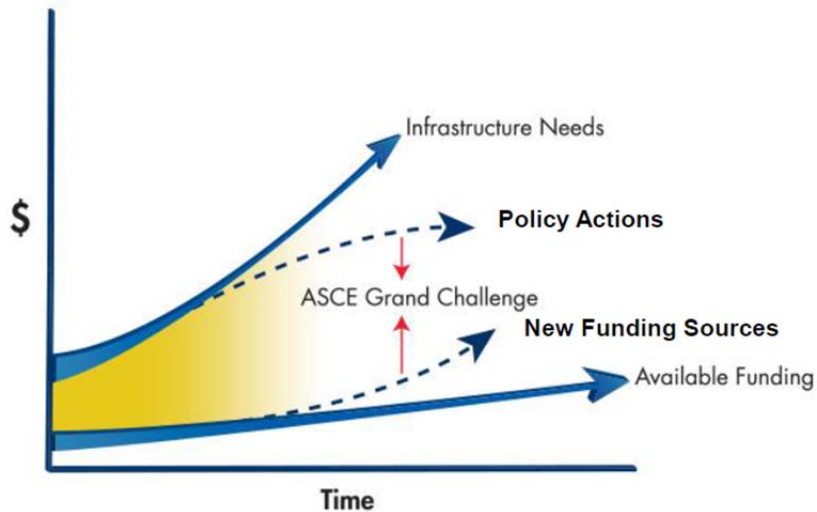 Infrastructure Needs
$
Policy Actions
ASCE Grand Challenge
New Funding Sources
Available Funding
Time